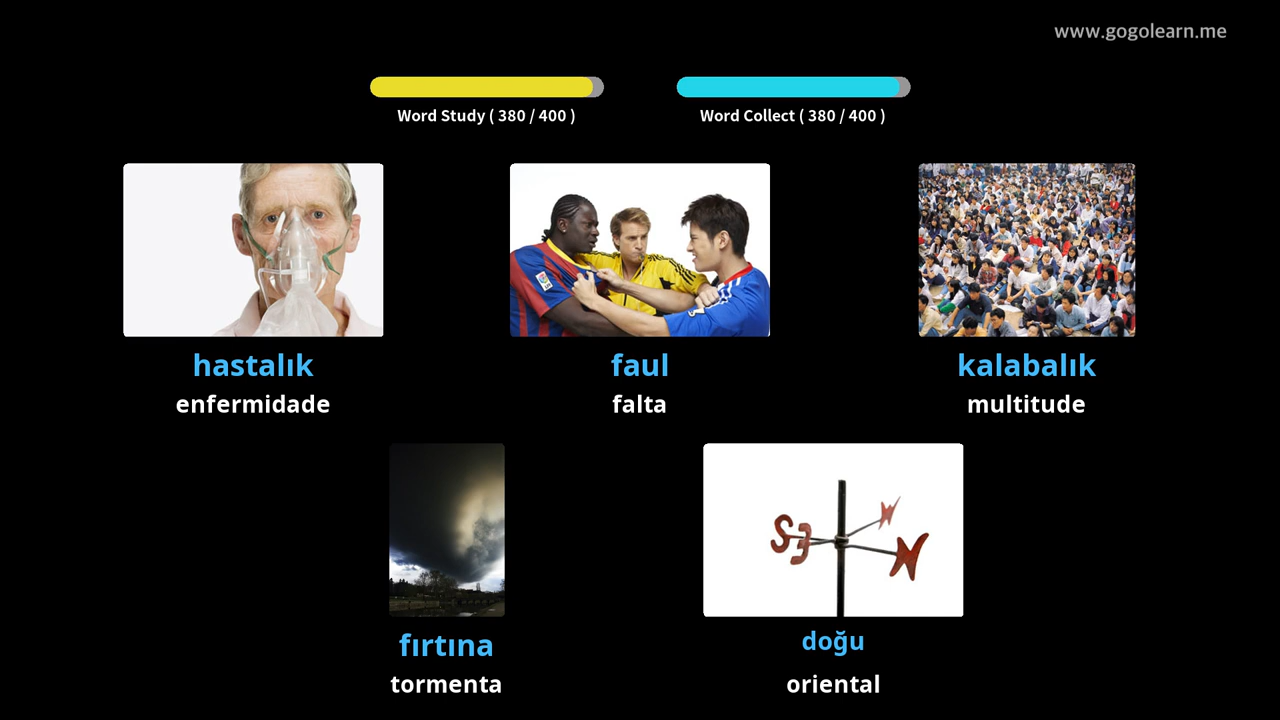 www.gogolearn.me
Word Study ( 380 / 400 )
Word Collect ( 380 / 400 )
hastalık
enfermidade
faul
falta
kalabalık
multitude
S E N W
fırtına
tormenta
doğu
oriental